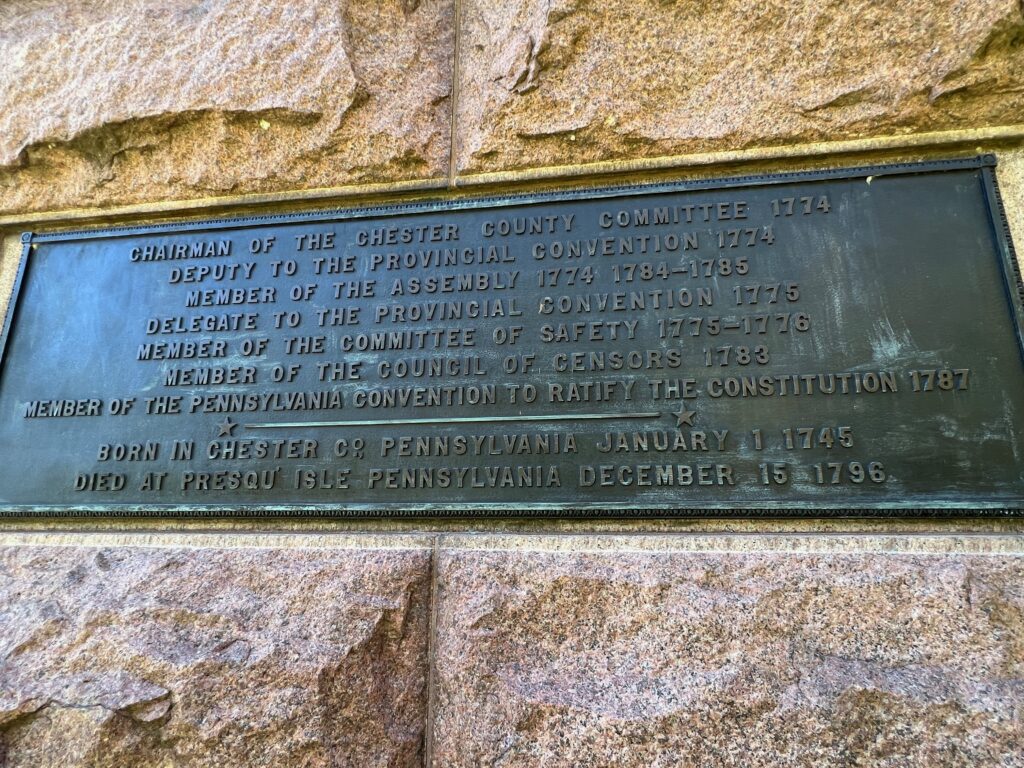 CHAIRMAN OF THE CHESTER COUNTY COMMITTEE 1774
DEPUTY TO THE PROVINCIAL CONVENTION 1774
MEMBER OF THE ASSEMBLY 1774 1784-1785
DELEGATE TO THE PROVINCIAL CONVENTION 1775
MEMBER OF THE COMMITTEE OF SAFETY 1775-1776
MEMBER OF THE COUNCIL OF CENSORS 1783
MEMBER OF THE PENNSYLVANIA CONVENTION TO RATIFY THE CONSTITUTION 1787
BORN IN CHESTER CO. PENNSYLVANIA JANUARY 1 1745
DIED AT PRESQU' ISLE PENNSYLVANIA DECEMBER 15 1796